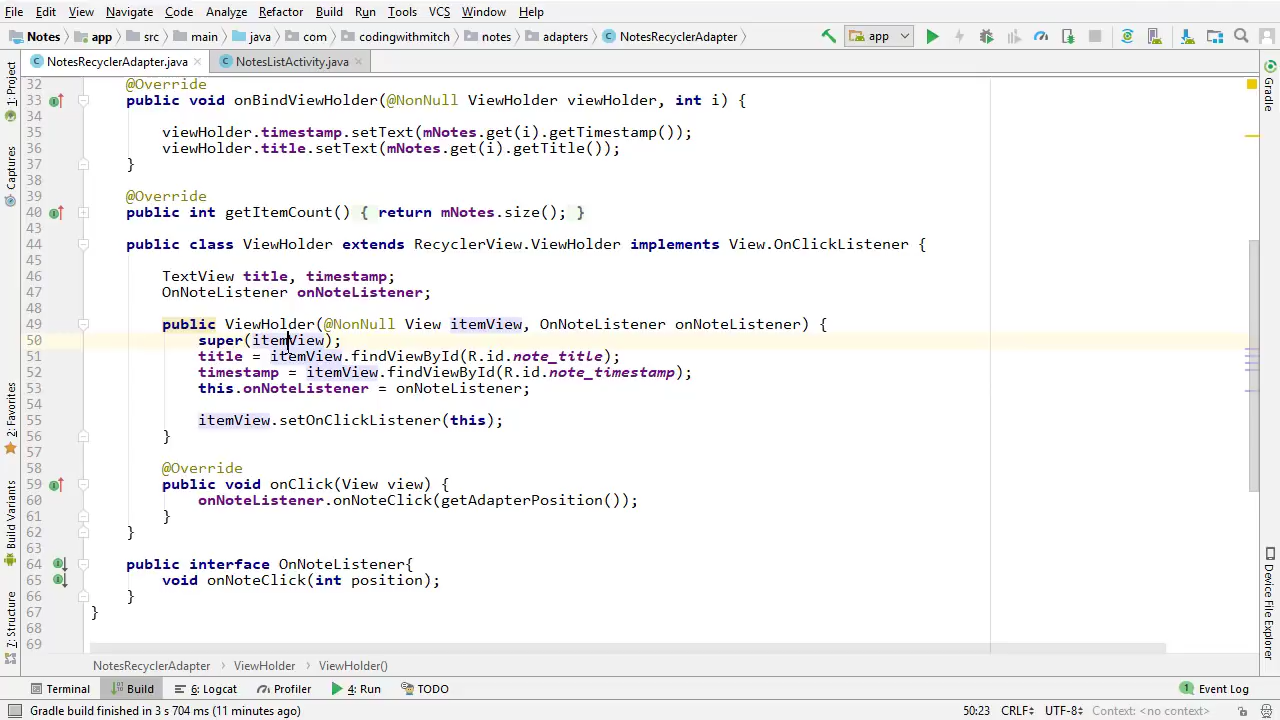 File Edit View Navigate Code Analyze Refactor Build Run Tools VCS Window Help
Notes app src main java com codingwithmitch notes adapters NotesRecyclerAdapter app
NotesRecyclerAdapter.java NotesListActivity.java
1: Project
Captures
2: Favorites
Build Variants
7: Structure
32 @Override
33 public void onBindViewHolder(@NonNull ViewHolder viewHolder, int i) {
34
35 viewHolder.timestamp.setText(mNotes.get(i).getTimestamp());
36 viewHolder.title.setText(mNotes.get(i).getTitle());
37 }
38
39 @Override
40 public int getItemCount() { return mNotes.size(); }
43
44 public class ViewHolder extends RecyclerView.ViewHolder implements View.OnClickListener {
45
46 TextView title, timestamp;
47 OnNoteListener onNoteListener;
48
49 public ViewHolder(@NonNull View itemView, OnNoteListener onNoteListener) {
50 super(itemView);
51 title = itemView.findViewById(R.id.note_title);
52 timestamp = itemView.findViewById(R.id.note_timestamp);
53 this.onNoteListener = onNoteListener;
54
55 itemView.setOnClickListener(this);
56 }
57
58 @Override
59 public void onClick(View view) {
60 onNoteListener.onNoteClick(getAdapterPosition());
61 }
62 }
63
64 public interface OnNoteListener{
65 void onNoteClick(int position);
66 }
67 }
68
69
Gradle
Device File Explorer
NotesRecyclerAdapter ViewHolder ViewHolder()
Terminal Build 6: Logcat Profiler 4: Run TODO 1 Event Log
Gradle build finished in 3 s 704 ms (11 minutes ago) 50:23 CRLF UTF-8 Context: <no context>